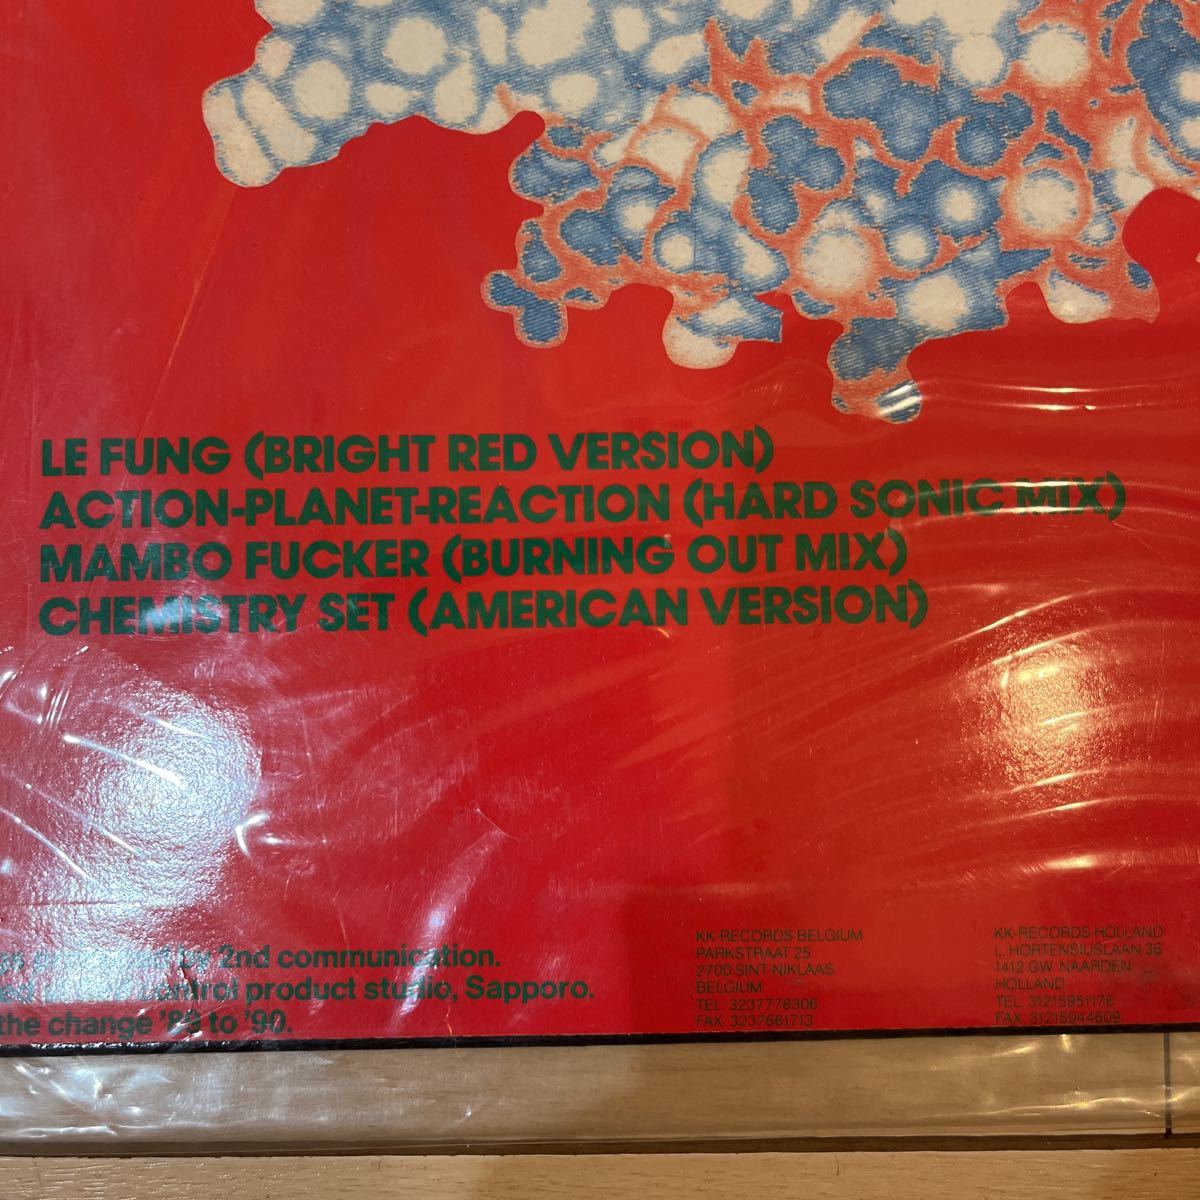 LE FUNG (BRIGHT RED VERSION)
ACTION-PLANET-REACTION (HARD SONIC MIX)
MAMBO FUCKER (BURNING OUT MIX)
CHEMISTRY SET (AMERICAN VERSION)
by 2nd communication.
control product studio, Sapporo.
the change '89 to '90.
KK-RECORDS BELGIUM
PARKSTRAAT 25
2700 SINT-NIKLAAS
BELGIUM
TEL. 3237776306
FAX. 3237661713
KK-RECORDS HOLLAND
L. HORTENSIUSLAAN 36
1412 GW. NAARDEN
HOLLAND
TEL. 31215951176
FAX. 31215944609